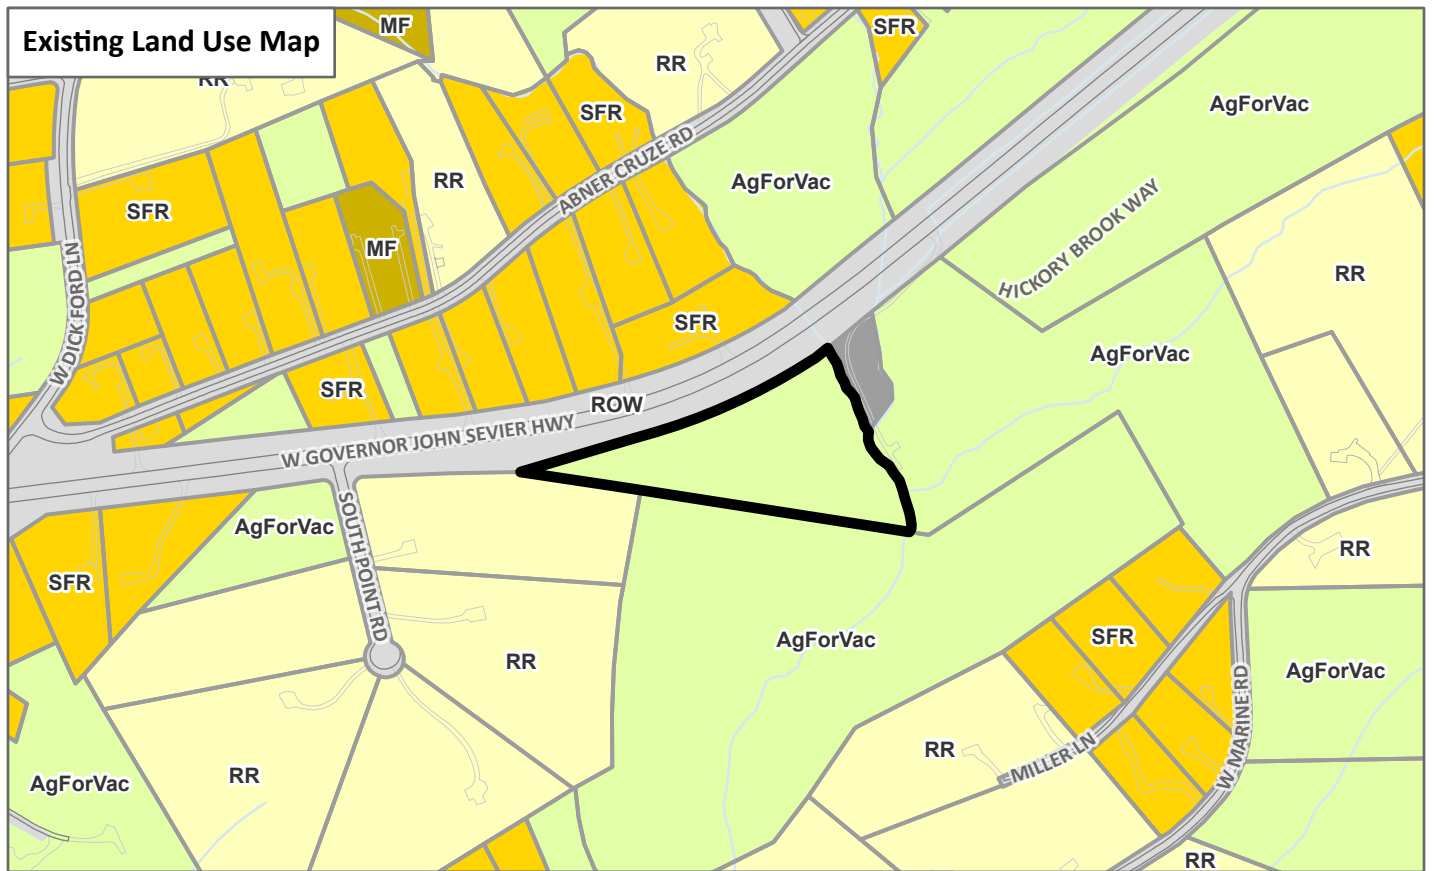 Existing Land Use Map
MF
SFR
RR
RR
AgForVac
SFR
ABNER CRUZE RD
RR
AgForVac
SFR
HICKORY BROOK WAY
MF
W DICK FORD LN
RR
SFR
AgForVac
SFR
ROW
W GOVERNOR JOHN SEVIER HWY
SOUTH POINT RD
AgForVac
RR
SFR
SFR
AgForVac
RR
AgForVac
W MARINE RD
RR
MILLER LN
RR
AgForVac
RR